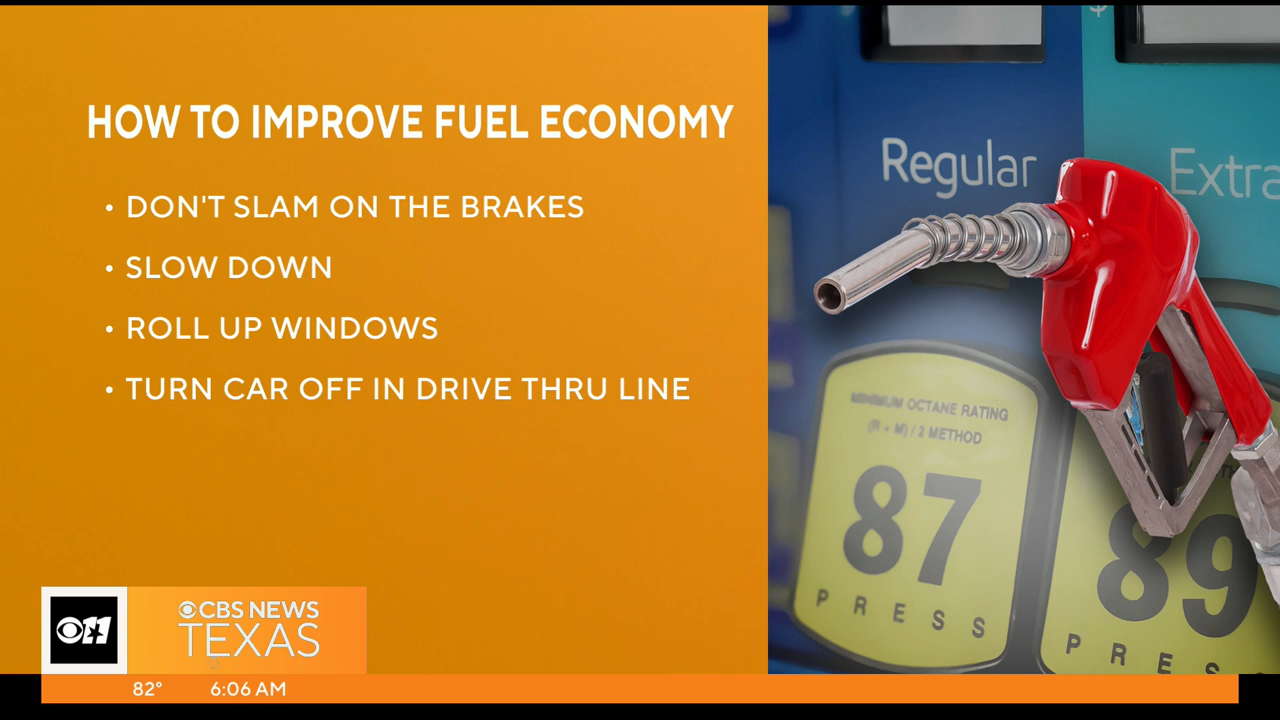 HOW TO IMPROVE FUEL ECONOMY
• DON'T SLAM ON THE BRAKES
• SLOW DOWN
• ROLL UP WINDOWS
• TURN CAR OFF IN DRIVE THRU LINE
$
Regular
Extra
MINIMUM OCTANE RATING
(R + M) / 2 METHOD
87
PRESS
89
PRES
11
CBS NEWS
TEXAS
82° 6:06 AM